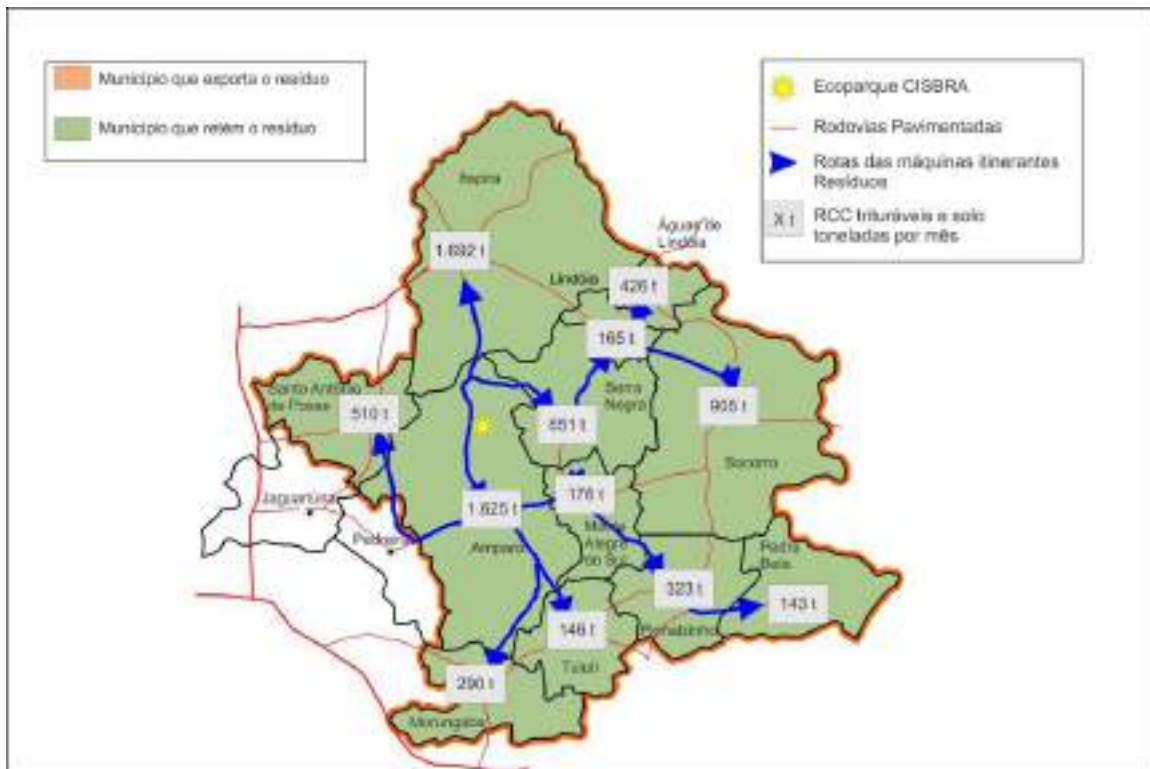 Município que exporta o resíduo
Município que retém o resíduo
Ecoparque CISBRA
Rodovias Pavimentadas
Rotas das máquinas itinerantes
Resíduos
X t
RCC trituráveis e solo
toneladas por mês
Itapira
Águas de
Lindóia
1.692 t
Lindóia
426 t
165 t
Santo Antônio
de Posse
510 t
Serra
Negra
905 t
851 t
Socorro
176 t
Jaguariúna
1.625 t
Pedreira
Amparo
Monte
Alegre
do Sul
Pedra
Bela
323 t
143 t
146 t
Pinhalzinho
Tuiuti
290 t
Morungaba